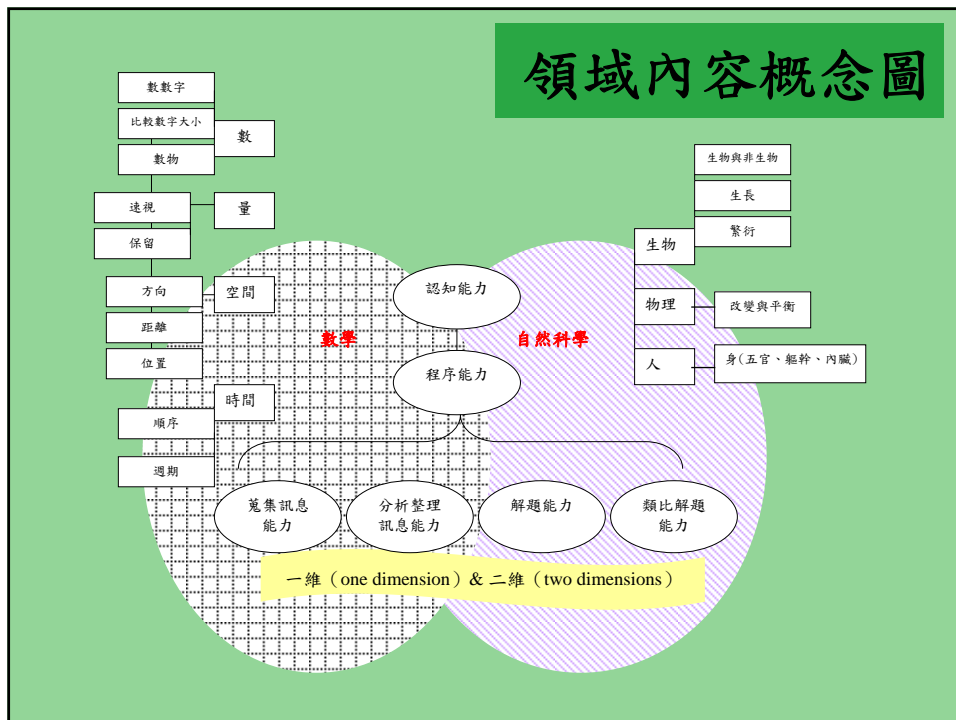 領域內容概念圖
數數字
比較數字大小
數
數物
速視
量
保留
方向
空間
距離
位置
時間
順序
週期
生物與非生物
生長
繁衍
生物
物理
改變與平衡
人
身(五官、軀幹、內臟)
數學
自然科學
認知能力
程序能力
蒐集訊息
能力
分析整理
訊息能力
解題能力
類比解題
能力
一維（one dimension）& 二維（two dimensions）